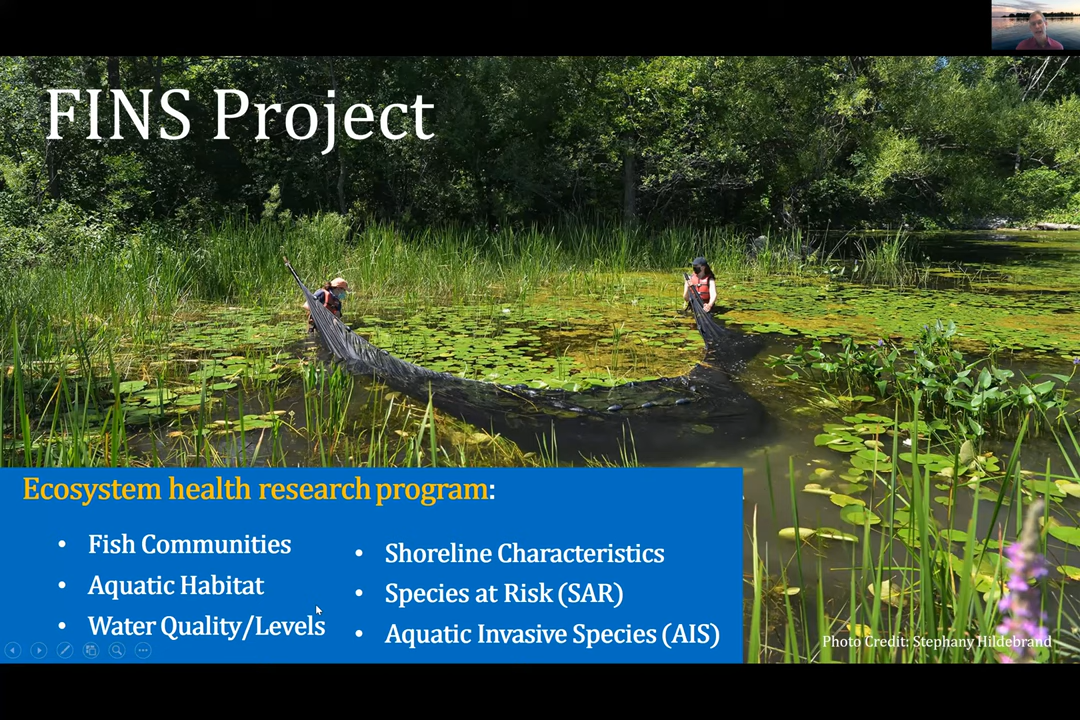 FINS Project
Ecosystem health research program:
• Fish Communities
• Aquatic Habitat
• Water Quality/Levels
• Shoreline Characteristics
• Species at Risk (SAR)
• Aquatic Invasive Species (AIS)
Photo Credit: Stephany Hildebrand